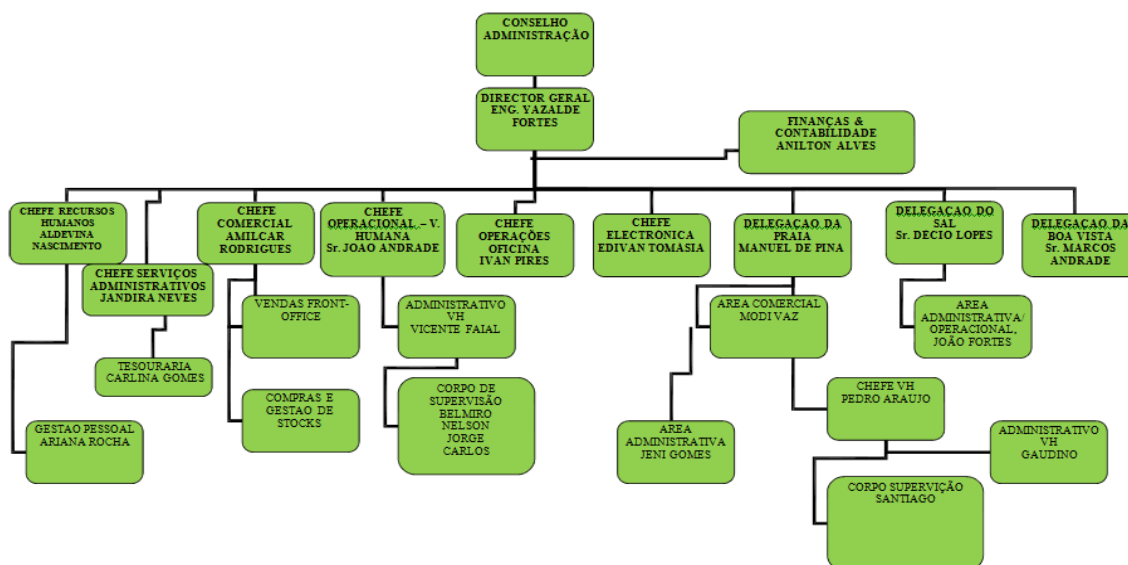 CONSELHO
ADMINISTRAÇÃO
DIRECTOR GERAL
ENG. VAZALDE
FORTES
FINANÇAS &
CONTABILIDADE
ANILTON ALVES
CHEFE RECURSOS
HUMANOS
ALDEVINA
NASCIMENTO
CHEFE SERVIÇOS
ADMINISTRATIVOS
JANDIRA NEVES
CHEFE
COMERCIAL
AMILCAR
RODRIGUES
CHEFE
OPERACIONAL – V.
HUMANA
Sr. JOAO ANDRADE
CHEFE
OPERAÇÕES
OFICINA
IVAN PIRES
CHEFE
ELECTRONICA
EDIVAN TOMASIA
DELEGAÇAO DA
PRAIA
MANUEL DE PINA
DELEGAÇAO DO
SAL
Sr. DÉCIO LOPES
DELEGAÇAO DA
BOA VISTA
Sr. MARCOS
ANDRADE
VENDAS FRONT-
OFFICE
ADMINISTRATIVO
VH
VICENTE FAIAL
AREA COMERCIAL
MODI VAZ
AREA
ADMINISTRATIVA/
OPERACIONAL,
JOÃO FORTES
TESOURARIA
CARLINA GOMES
COMPRAS E
GESTAO DE
STOCKS
CORPO DE
SUPERVISÃO
BELMIRO
NELSON
JORGE
CARLOS
CHEFE VH
PEDRO ARAUJO
GESTAO PESSOAL
ARIANA ROCHA
AREA
ADMINISTRATIVA
JENI GOMES
ADMINISTRATIVO
VH
GAUDINO
CORPO SUPERVIÇÃO
SANTIAGO